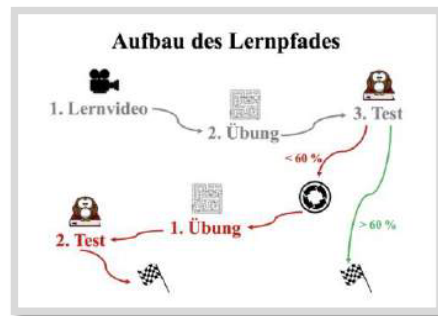 Aufbau des Lernpfades
1. Lernvideo
2. Übung
3. Test
< 60 %
> 60 %
1. Übung
2. Test